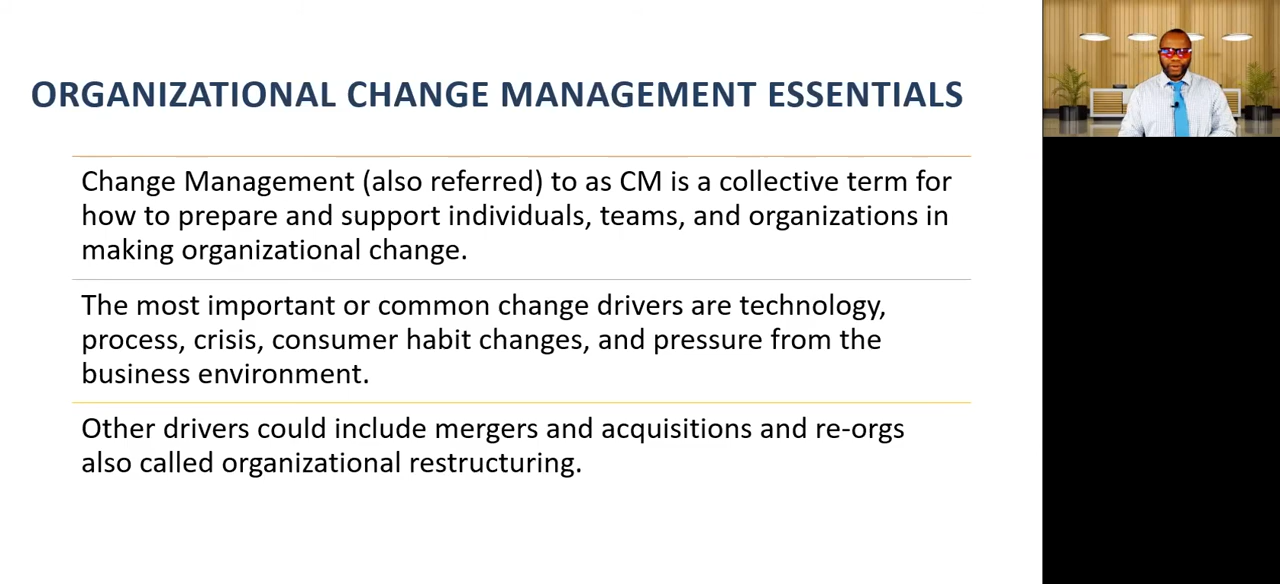 ORGANIZATIONAL CHANGE MANAGEMENT ESSENTIALS
Change Management (also referred) to as CM is a collective term for
how to prepare and support individuals, teams, and organizations in
making organizational change.
The most important or common change drivers are technology,
process, crisis, consumer habit changes, and pressure from the
business environment.
Other drivers could include mergers and acquisitions and re-orgs
also called organizational restructuring.